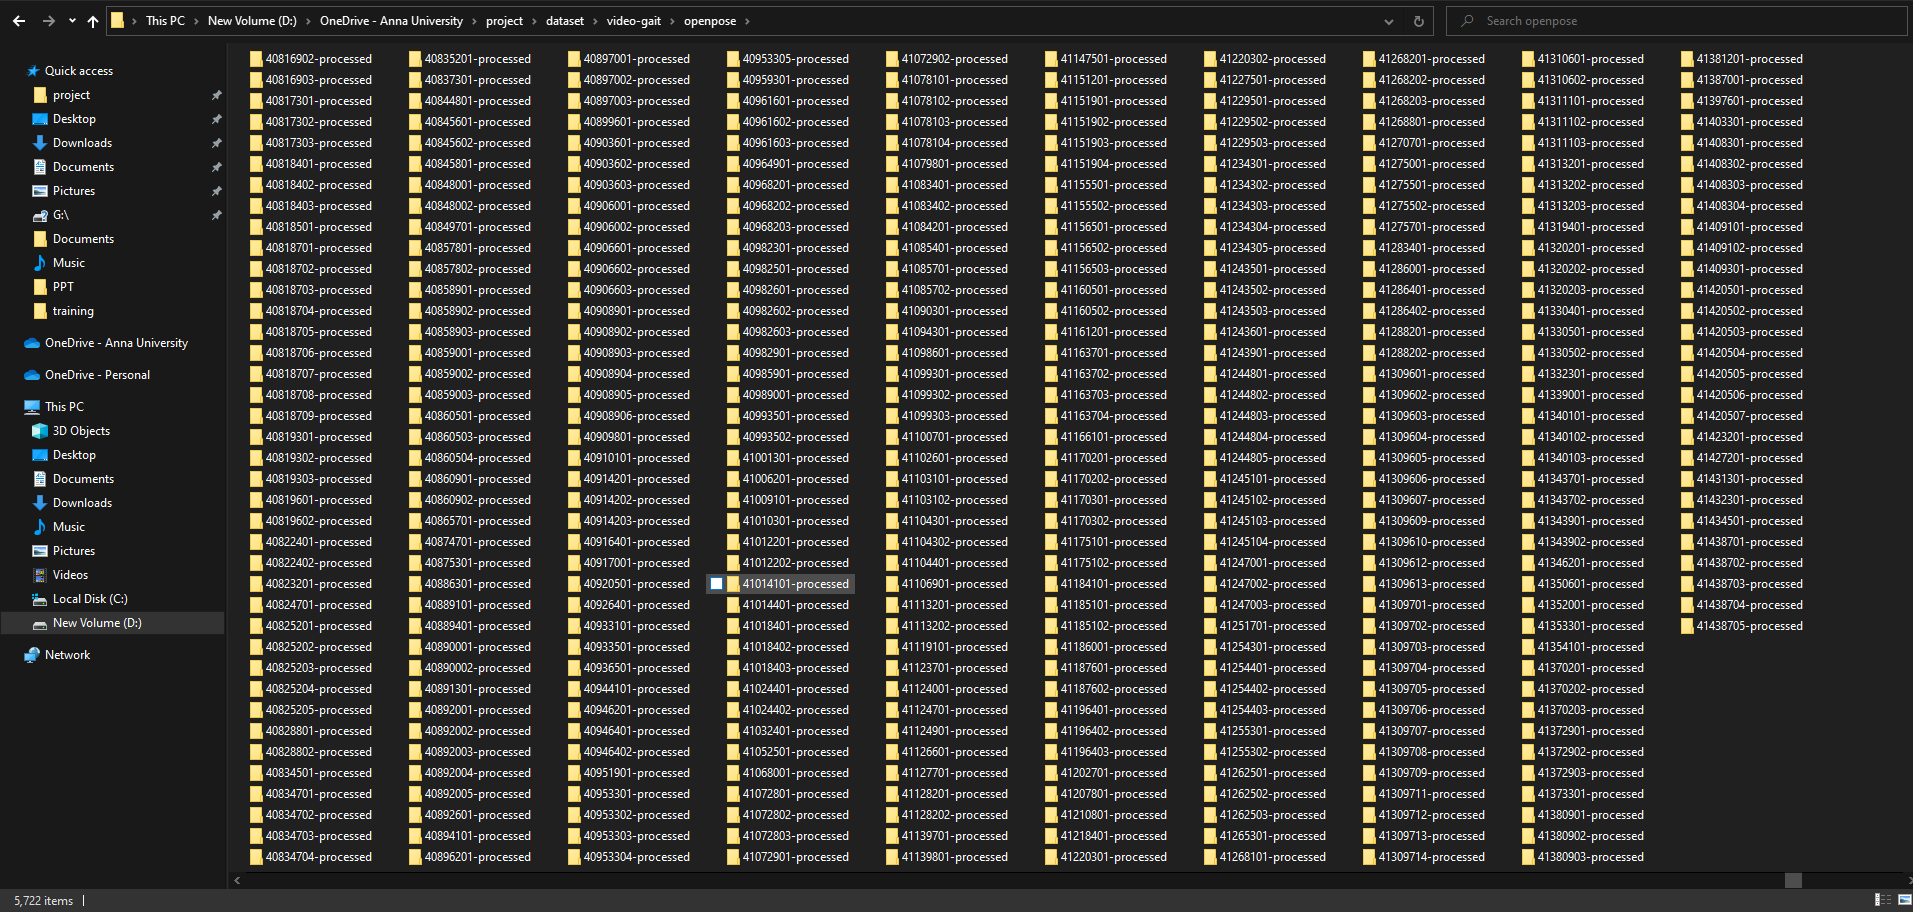 This PC
New Volume (D:)
OneDrive - Anna University
project
dataset
video-gait
openpose
Search openpose
Quick access
project
Desktop
Downloads
Documents
Pictures
G:\
Documents
Music
PPT
training
OneDrive - Anna University
OneDrive - Personal
This PC
3D Objects
Desktop
Documents
Downloads
Music
Pictures
Videos
Local Disk (C:)
New Volume (D:)
Network
40816902-processed
40816903-processed
40817301-processed
40817302-processed
40817303-processed
40818401-processed
40818402-processed
40818403-processed
40818501-processed
40818701-processed
40818702-processed
40818703-processed
40818704-processed
40818705-processed
40818706-processed
40818707-processed
40818708-processed
40818709-processed
40819301-processed
40819302-processed
40819303-processed
40819601-processed
40819602-processed
40822401-processed
40822402-processed
40823201-processed
40824701-processed
40825201-processed
40825202-processed
40825203-processed
40825204-processed
40825205-processed
40828801-processed
40828802-processed
40834501-processed
40834701-processed
40834702-processed
40834703-processed
40834704-processed
40835201-processed
40837301-processed
40844801-processed
40845601-processed
40845602-processed
40845801-processed
40848001-processed
40848002-processed
40849701-processed
40857801-processed
40857802-processed
40858901-processed
40858902-processed
40858903-processed
40859001-processed
40859002-processed
40859003-processed
40860501-processed
40860503-processed
40860504-processed
40860901-processed
40860902-processed
40865701-processed
40874701-processed
40875301-processed
40886301-processed
40889101-processed
40889401-processed
40890001-processed
40890002-processed
40891301-processed
40892001-processed
40892002-processed
40892003-processed
40892004-processed
40892005-processed
40892601-processed
40894101-processed
40896201-processed
40897001-processed
40897002-processed
40897003-processed
40899601-processed
40903601-processed
40903602-processed
40903603-processed
40906001-processed
40906002-processed
40906601-processed
40906602-processed
40906603-processed
40908901-processed
40908902-processed
40908903-processed
40908904-processed
40908905-processed
40908906-processed
40909801-processed
40910101-processed
40914201-processed
40914202-processed
40914203-processed
40916401-processed
40917001-processed
40920501-processed
40926401-processed
40933101-processed
40933501-processed
40936501-processed
40944101-processed
40946201-processed
40946401-processed
40946402-processed
40951901-processed
40953301-processed
40953302-processed
40953303-processed
40953304-processed
40953305-processed
40959301-processed
40961601-processed
40961602-processed
40961603-processed
40964901-processed
40968201-processed
40968202-processed
40968203-processed
40982301-processed
40982501-processed
40982601-processed
40982602-processed
40982603-processed
40982901-processed
40985901-processed
40989001-processed
40993501-processed
40993502-processed
41001301-processed
41006201-processed
41009101-processed
41010301-processed
41012201-processed
41012202-processed
41014101-processed
41014401-processed
41018401-processed
41018402-processed
41018403-processed
41024401-processed
41024402-processed
41032401-processed
41052501-processed
41068001-processed
41072801-processed
41072802-processed
41072803-processed
41072901-processed
41072902-processed
41078101-processed
41078102-processed
41078103-processed
41078104-processed
41079801-processed
41083401-processed
41083402-processed
41084201-processed
41085401-processed
41085701-processed
41085702-processed
41090301-processed
41094301-processed
41098601-processed
41099301-processed
41099302-processed
41099303-processed
41100701-processed
41102601-processed
41103101-processed
41103102-processed
41104301-processed
41104302-processed
41104401-processed
41106901-processed
41113201-processed
41113202-processed
41119101-processed
41123701-processed
41124001-processed
41124701-processed
41124901-processed
41126601-processed
41127701-processed
41128201-processed
41128202-processed
41139701-processed
41139801-processed
41147501-processed
41151201-processed
41151901-processed
41151902-processed
41151903-processed
41151904-processed
41155501-processed
41155502-processed
41156501-processed
41156502-processed
41156503-processed
41160501-processed
41160502-processed
41161201-processed
41163701-processed
41163702-processed
41163703-processed
41163704-processed
41166101-processed
41170201-processed
41170202-processed
41170301-processed
41170302-processed
41175101-processed
41175102-processed
41184101-processed
41185101-processed
41185102-processed
41186001-processed
41187601-processed
41187602-processed
41196401-processed
41196402-processed
41196403-processed
41202701-processed
41207801-processed
41210801-processed
41218401-processed
41220301-processed
41220302-processed
41227501-processed
41229501-processed
41229502-processed
41229503-processed
41234301-processed
41234302-processed
41234303-processed
41234304-processed
41234305-processed
41243501-processed
41243502-processed
41243503-processed
41243601-processed
41243901-processed
41244801-processed
41244802-processed
41244803-processed
41244804-processed
41244805-processed
41245101-processed
41245102-processed
41245103-processed
41245104-processed
41247001-processed
41247002-processed
41247003-processed
41251701-processed
41254301-processed
41254401-processed
41254402-processed
41254403-processed
41255301-processed
41255302-processed
41262501-processed
41262502-processed
41262503-processed
41265301-processed
41268101-processed
41268201-processed
41268202-processed
41268203-processed
41268801-processed
41270701-processed
41275001-processed
41275501-processed
41275502-processed
41275701-processed
41283401-processed
41286001-processed
41286401-processed
41286402-processed
41288201-processed
41288202-processed
41309601-processed
41309602-processed
41309603-processed
41309604-processed
41309605-processed
41309606-processed
41309607-processed
41309609-processed
41309610-processed
41309612-processed
41309613-processed
41309701-processed
41309702-processed
41309703-processed
41309704-processed
41309705-processed
41309706-processed
41309707-processed
41309708-processed
41309709-processed
41309711-processed
41309712-processed
41309713-processed
41309714-processed
41310601-processed
41310602-processed
41311101-processed
41311102-processed
41311103-processed
41313201-processed
41313202-processed
41313203-processed
41319401-processed
41320201-processed
41320202-processed
41320203-processed
41330401-processed
41330501-processed
41330502-processed
41332301-processed
41339001-processed
41340101-processed
41340102-processed
41340103-processed
41343701-processed
41343702-processed
41343901-processed
41343902-processed
41346201-processed
41350601-processed
41352001-processed
41353301-processed
41354101-processed
41370201-processed
41370202-processed
41370203-processed
41372901-processed
41372902-processed
41372903-processed
41373301-processed
41380901-processed
41380902-processed
41380903-processed
41381201-processed
41387001-processed
41397601-processed
41403301-processed
41408301-processed
41408302-processed
41408303-processed
41408304-processed
41409101-processed
41409102-processed
41409301-processed
41420501-processed
41420502-processed
41420503-processed
41420504-processed
41420505-processed
41420506-processed
41420507-processed
41423201-processed
41427201-processed
41431301-processed
41432301-processed
41434501-processed
41438701-processed
41438702-processed
41438703-processed
41438704-processed
41438705-processed
5,722 items